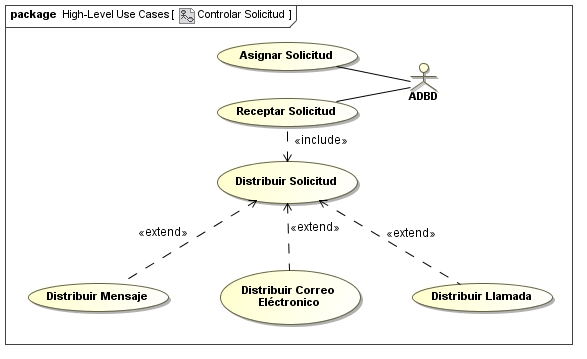 package High-Level Use Cases [ Controlar Solicitud ]
Asignar Solicitud
ADBD
Receptar Solicitud
«include»
Distribuir Solicitud
«extend» «extend» «extend»
Distribuir Mensaje
Distribuir Correo
Eléctronico
Distribuir Llamada